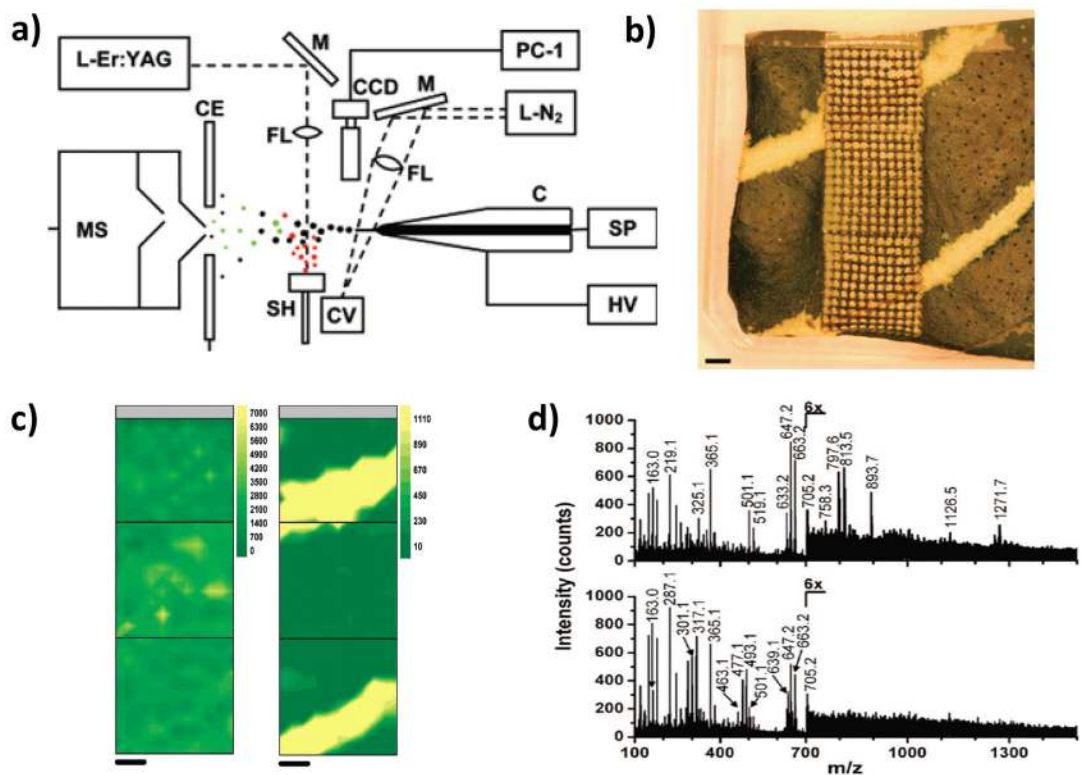 a)
L-Er:YAG
M
CE
CCD
M
PC-1
L-N₂
FL
FL
MS
C
SP
SH
CV
HV
b)
c)
7000
6300
5600
4900
4200
3500
2800
2100
1400
700
0
1110
890
670
450
230
10
d)
6x
1000
800
600
400
200
0
163.0
219.1
325.1
365.1
501.1
519.1
633.2
647.2
663.2
705.2
758.3
797.6
813.5
893.7
1126.5
1271.7
Intensity (counts)
6x
1000
800
600
400
200
0
163.0
287.1
301.1
317.1
365.1
463.1
477.1
493.1
501.1
639.1
647.2
663.2
705.2
100 400 700 1000 1300
m/z